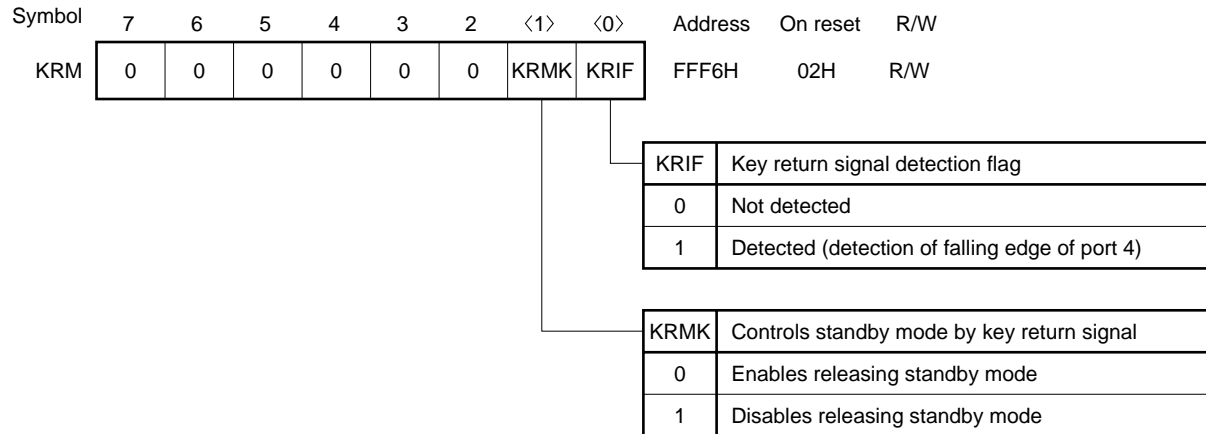 Symbol 7 6 5 4 3 2 〈1〉 〈0〉 Address On reset R/W
KRM 0 0 0 0 0 0 KRMK KRIF FFF6H 02H R/W
KRIF Key return signal detection flag
0 Not detected
1 Detected (detection of falling edge of port 4)
KRMK Controls standby mode by key return signal
0 Enables releasing standby mode
1 Disables releasing standby mode